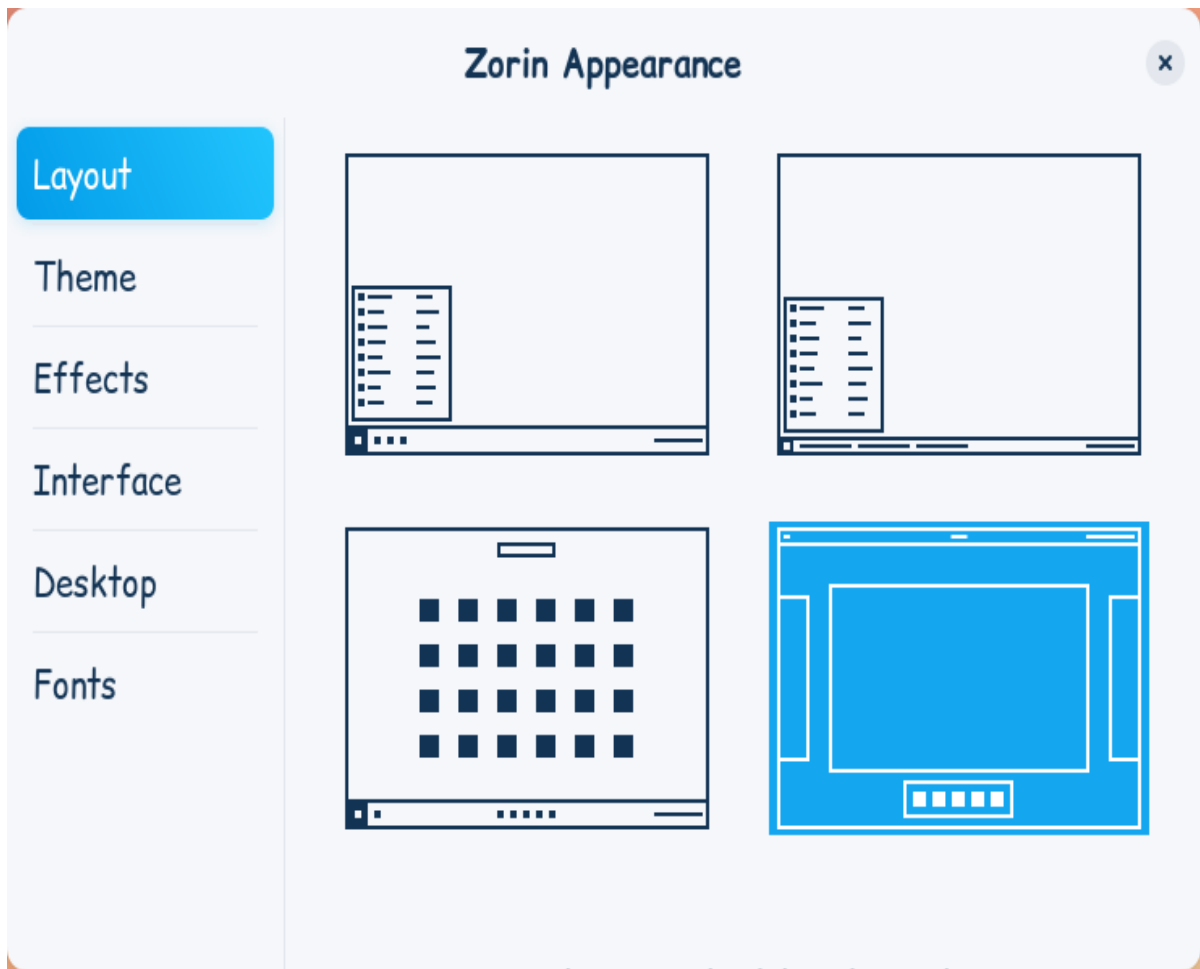 Zorin Appearance
Layout
Theme
Effects
Interface
Desktop
Fonts